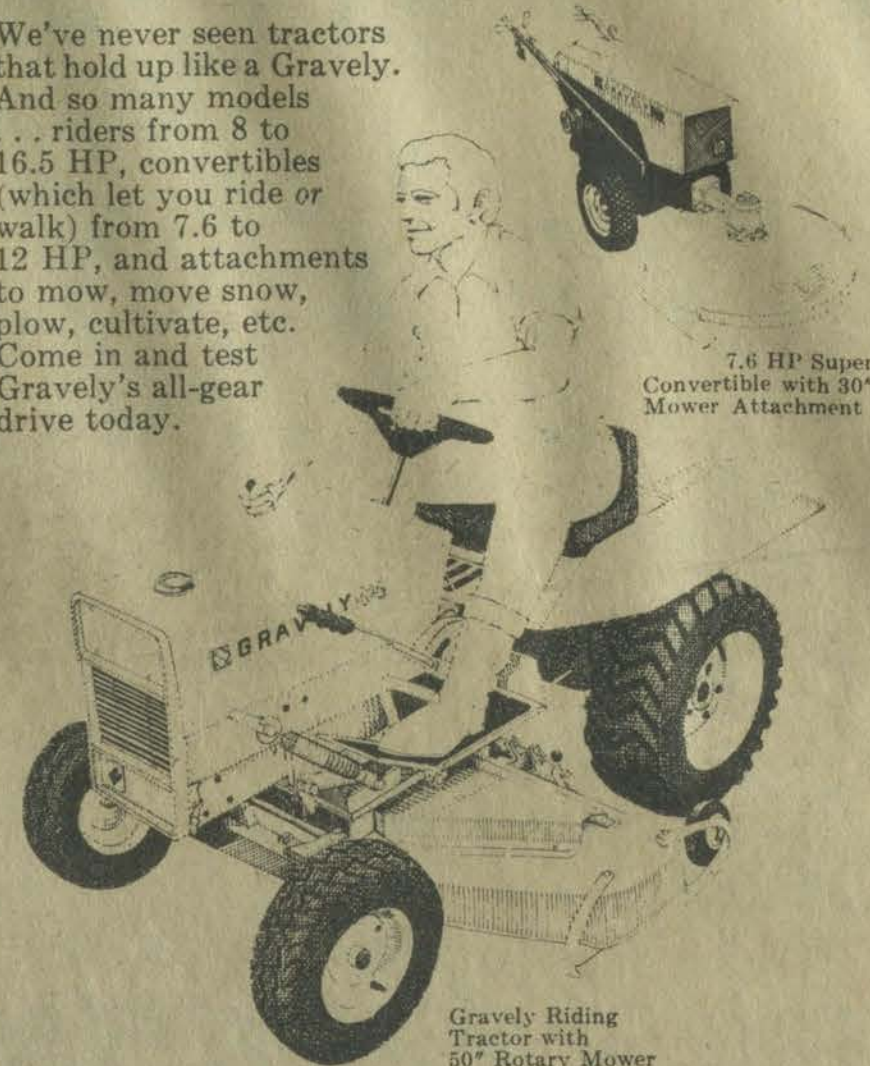 We've never seen tractors
that hold up like a Gravely.
And so many models
. . . riders from 8 to
16.5 HP, convertibles
(which let you ride or
walk) from 7.6 to
12 HP, and attachments
to mow, move snow,
plow, cultivate, etc.
Come in and test
Gravely's all-gear
drive today.
7.6 HP Super
Convertible with 30"
Mower Attachment
GRAVELY
Gravely Riding
Tractor with
50" Rotary Mower